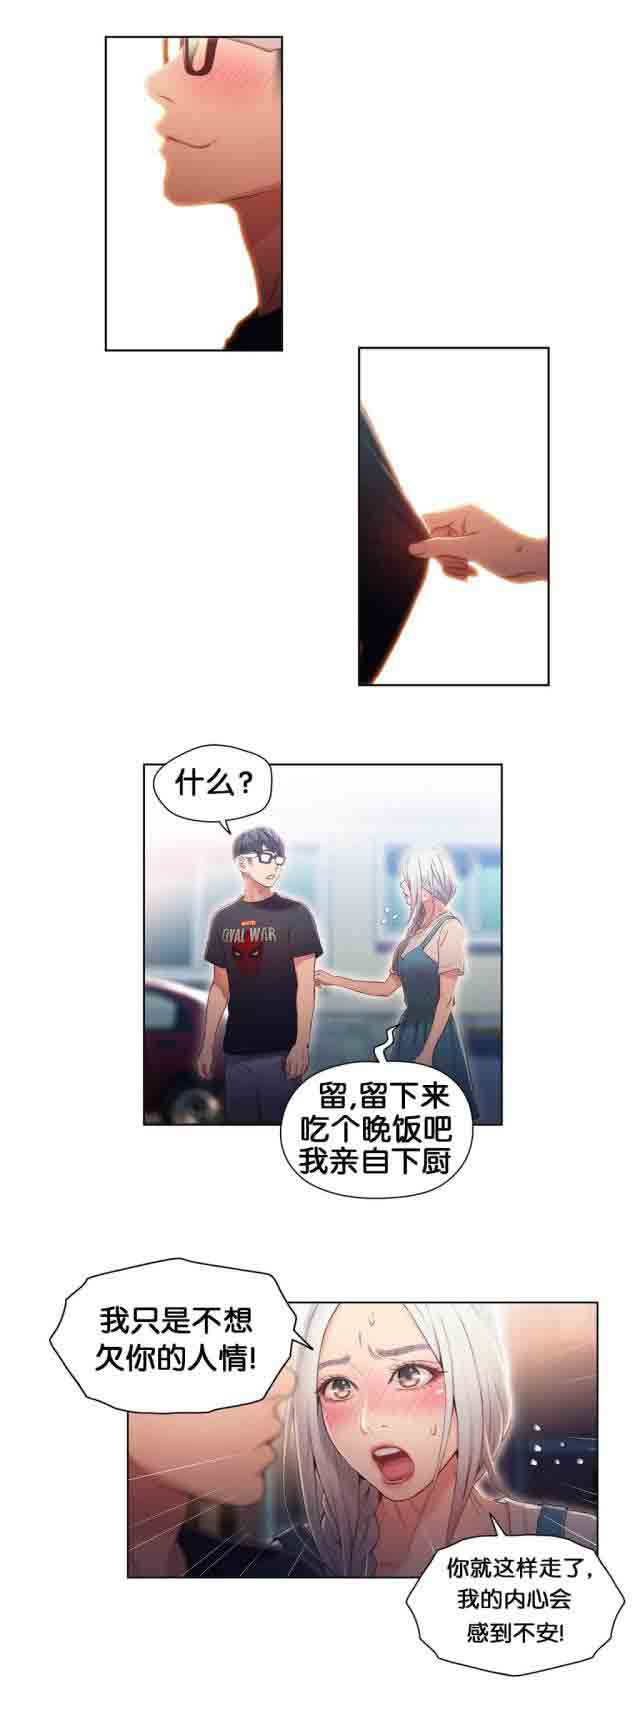 什么?
CIVAL WAR
留,留下来
吃个晚饭吧
我亲自下厨
我只是不想
欠你的人情!
你就这样走了,
我的内心会
感到不安!